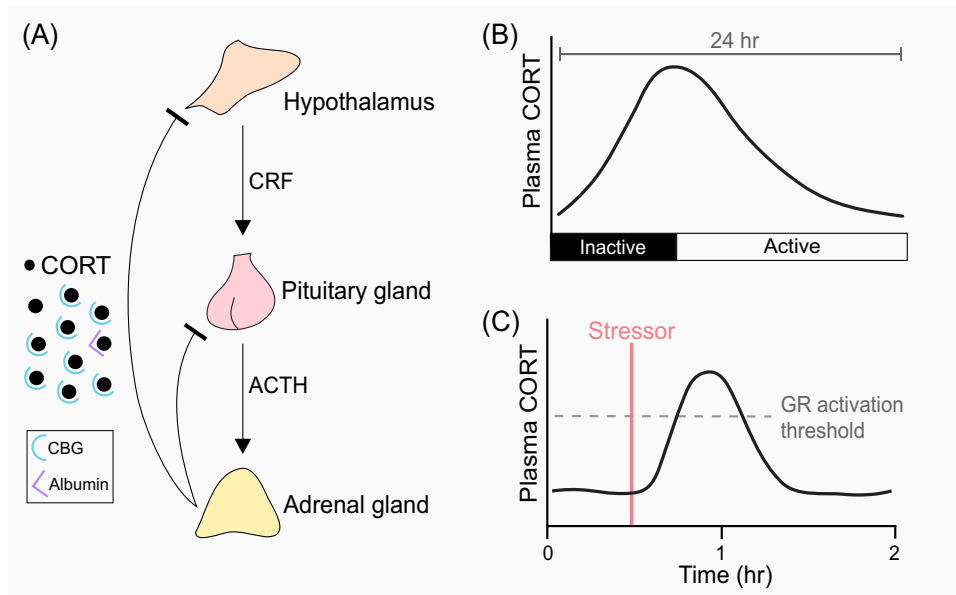 (A)
Hypothalamus
CRF
CORT
Pituitary gland
ACTH
CBG
Albumin
Adrenal gland
(B)
24 hr
Plasma CORT
Inactive
Active
(C)
Stressor
Plasma CORT
GR activation
threshold
0
1
2
Time (hr)